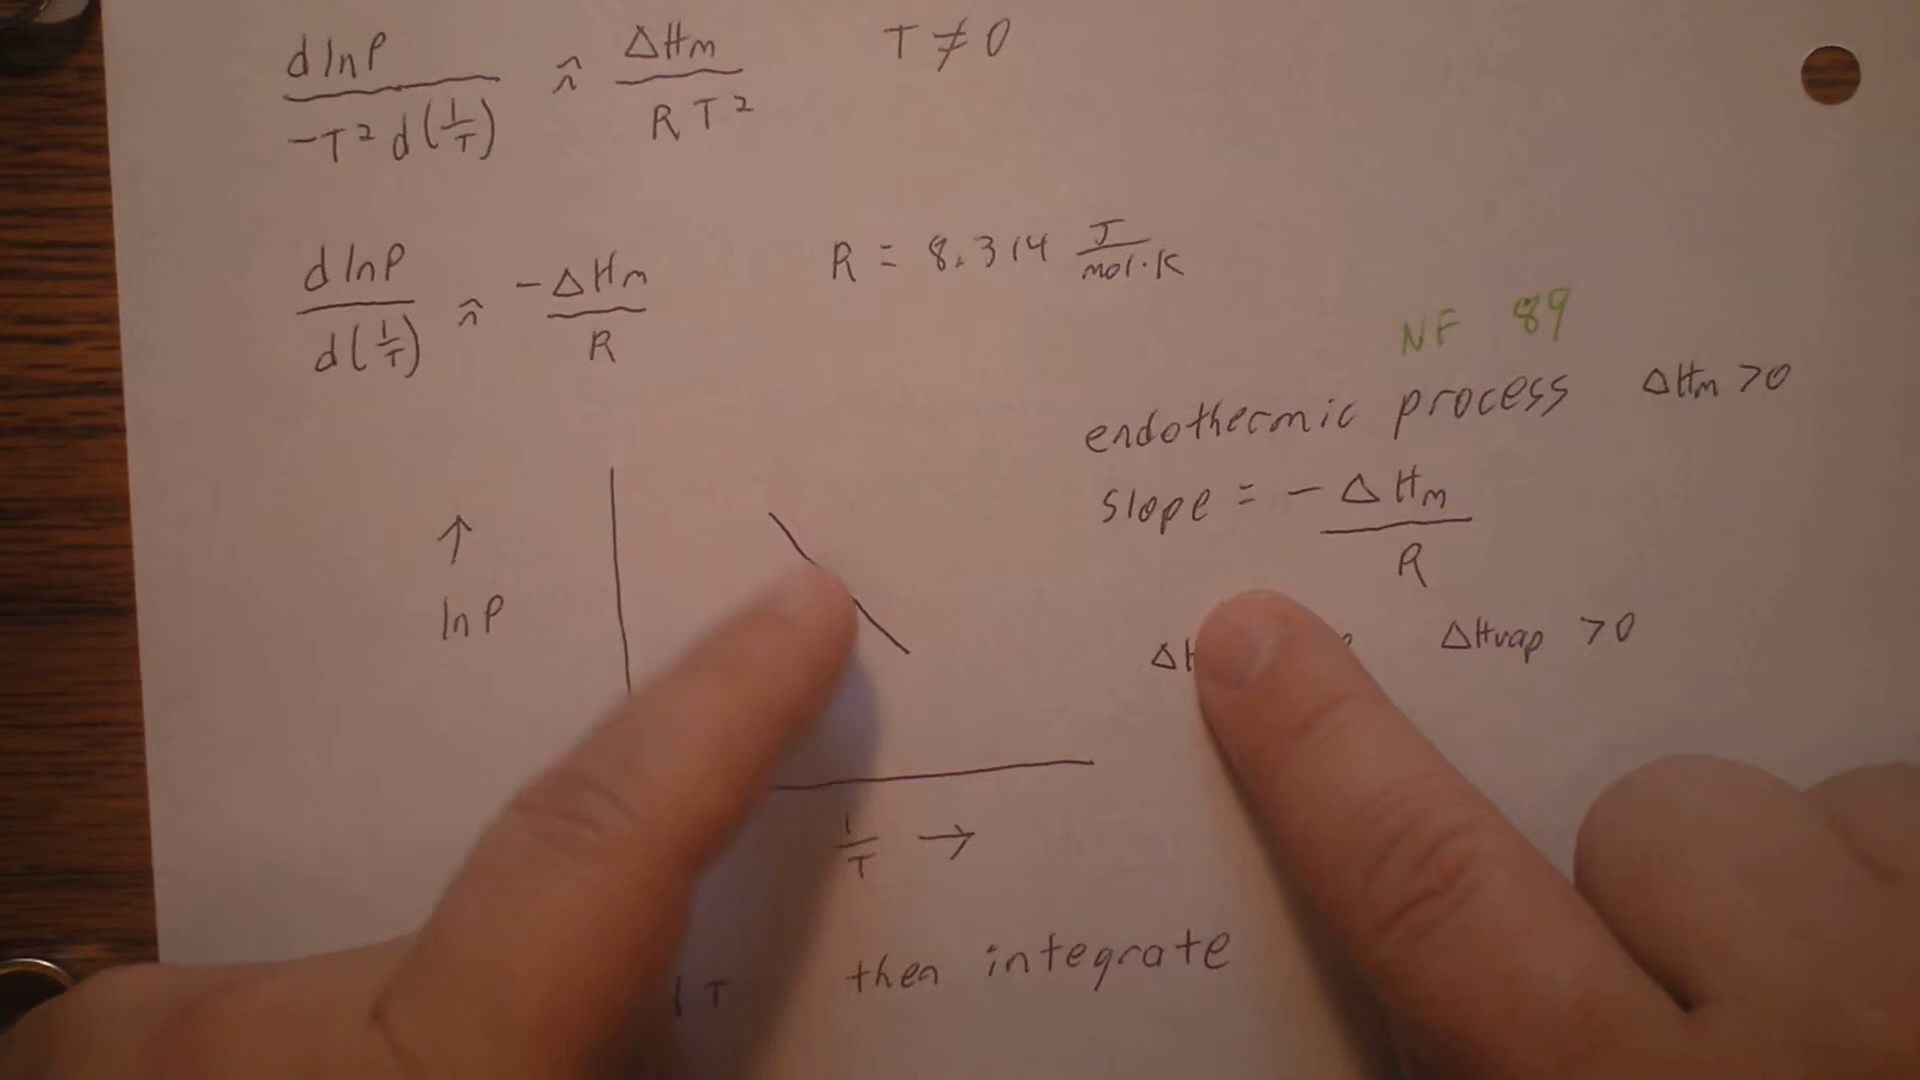 d ln P / -T² d(1/T) ≈ ΔHm / RT²   T ≠ 0
d ln P / d(1/T) ≈ -ΔHm / R   R = 8.314 J / mol·K
NF 89
endothermic process ΔHm >0
slope = -ΔHm / R
↑
ln P
ΔHvap >0
1/T →
then integrate